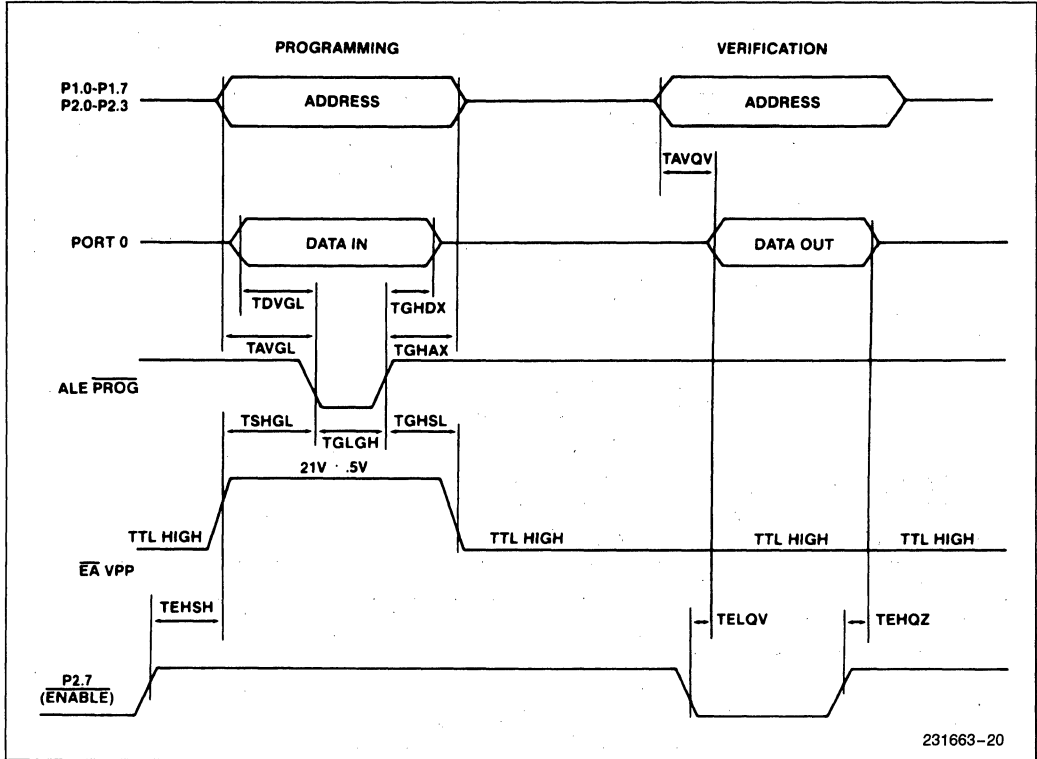 PROGRAMMING VERIFICATION
P1.0-P1.7
P2.0-P2.3
ADDRESS ADDRESS
TAVQV
PORT 0 DATA IN DATA OUT
TDVGL TGHDX
TAVGL TGHAX
ALE PROG
TSHGL TGLGH TGHSL
21V · .5V
TTL HIGH TTL HIGH TTL HIGH TTL HIGH
EA VPP
TEHSH TELQV TEHQZ
P2.7
(ENABLE)
231663-20